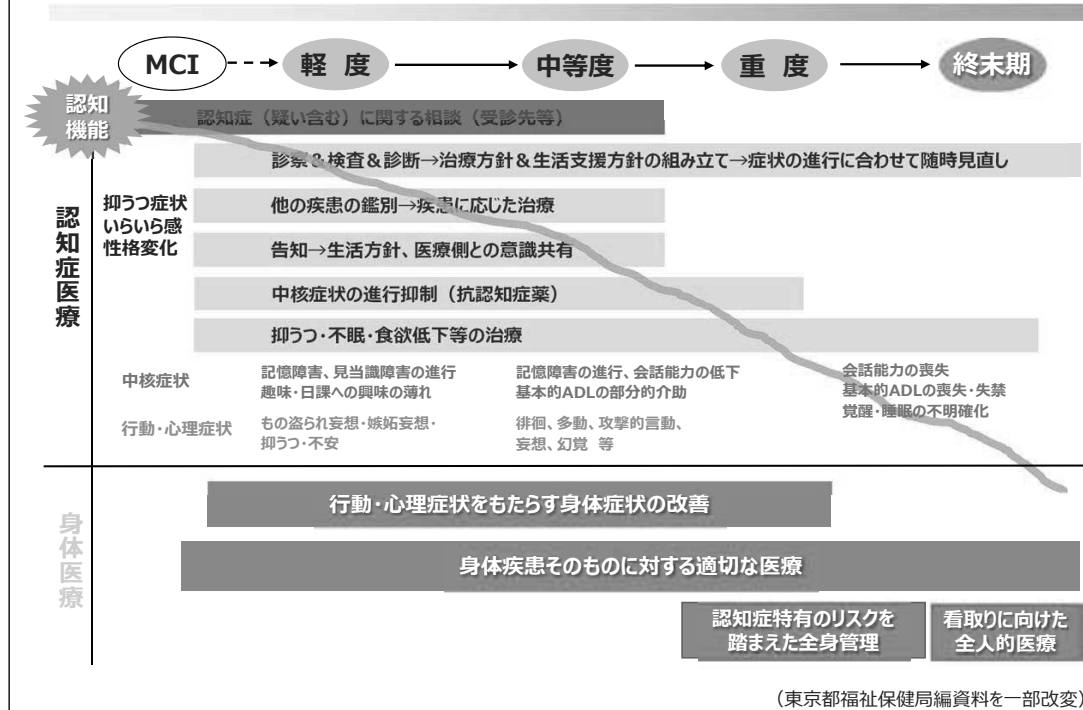 MCI
軽 度
中等度
重 度
終末期
認知
機能
認知症（疑い含む）に関する相談（受診先等）
認知症医療
診察＆検査＆診断→治療方針＆生活支援方針の組み立て→症状の進行に合わせて随時見直し
抑うつ症状
いらいら感
性格変化
他の疾患の鑑別→疾患に応じた治療
告知→生活方針、医療側との意識共有
中核症状の進行抑制（抗認知症薬）
抑うつ・不眠・食欲低下等の治療
中核症状
記憶障害、見当識障害の進行
趣味・日課への興味の薄れ
記憶障害の進行、会話能力の低下
基本的ADLの部分的介助
会話能力の喪失
基本的ADLの喪失・失禁
覚醒・睡眠の不明確化
行動・心理症状
もの盗られ妄想・嫉妬妄想・
抑うつ・不安
徘徊、多動、攻撃的言動、
妄想、幻覚 等
身体医療
行動・心理症状をもたらす身体症状の改善
身体疾患そのものに対する適切な医療
認知症特有のリスクを
踏まえた全身管理
看取りに向けた
全人的医療
（東京都福祉保健局編資料を一部改変）